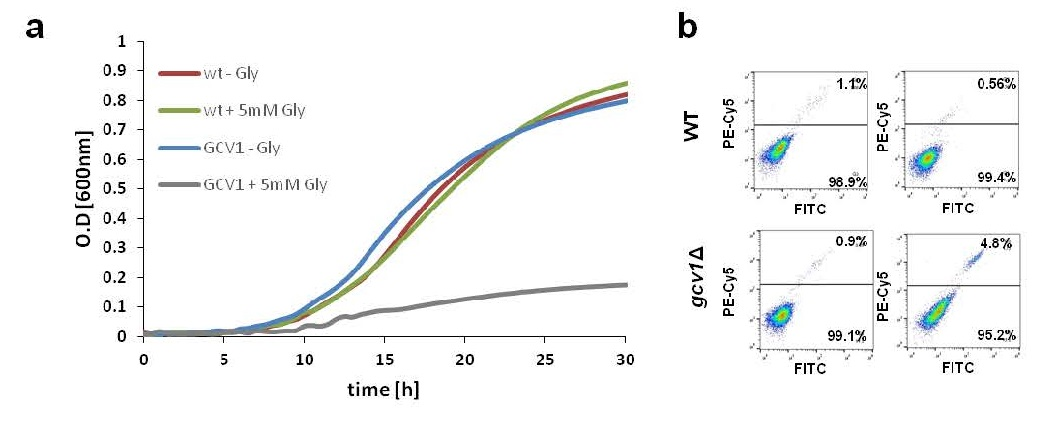 a
1
0.9
0.8
0.7
0.6
0.5
0.4
0.3
0.2
0.1
0
O.D [600nm]
wt - Gly
wt + 5mM Gly
GCV1 - Gly
GCV1 + 5mM Gly
0 5 10 15 20 25 30
time [h]
b
WT
PE-Cy5
1.1%
98.9%
FITC
PE-Cy5
0.56%
99.4%
FITC
gcv1Δ
PE-Cy5
0.9%
99.1%
FITC
PE-Cy5
4.8%
95.2%
FITC